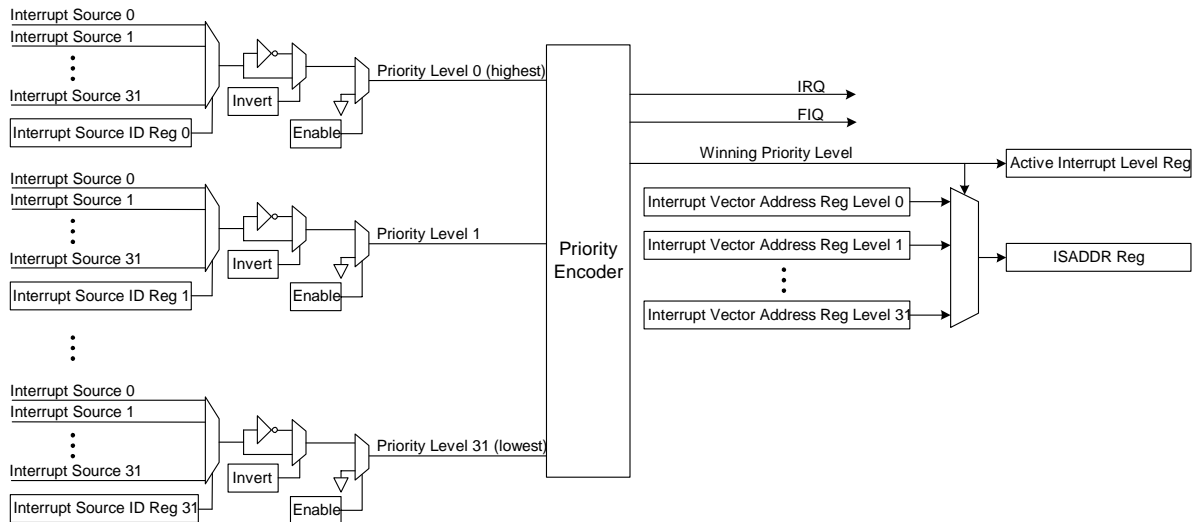 Interrupt Source 0
Interrupt Source 1
Interrupt Source 31
Interrupt Source ID Reg 0
Invert
Enable
Priority Level 0 (highest)
Interrupt Source 0
Interrupt Source 1
Interrupt Source 31
Interrupt Source ID Reg 1
Invert
Enable
Priority Level 1
Interrupt Source 0
Interrupt Source 1
Interrupt Source 31
Interrupt Source ID Reg 31
Invert
Enable
Priority Level 31 (lowest)
Priority
Encoder
IRQ
FIQ
Winning Priority Level
Active Interrupt Level Reg
Interrupt Vector Address Reg Level 0
Interrupt Vector Address Reg Level 1
Interrupt Vector Address Reg Level 31
ISADDR Reg